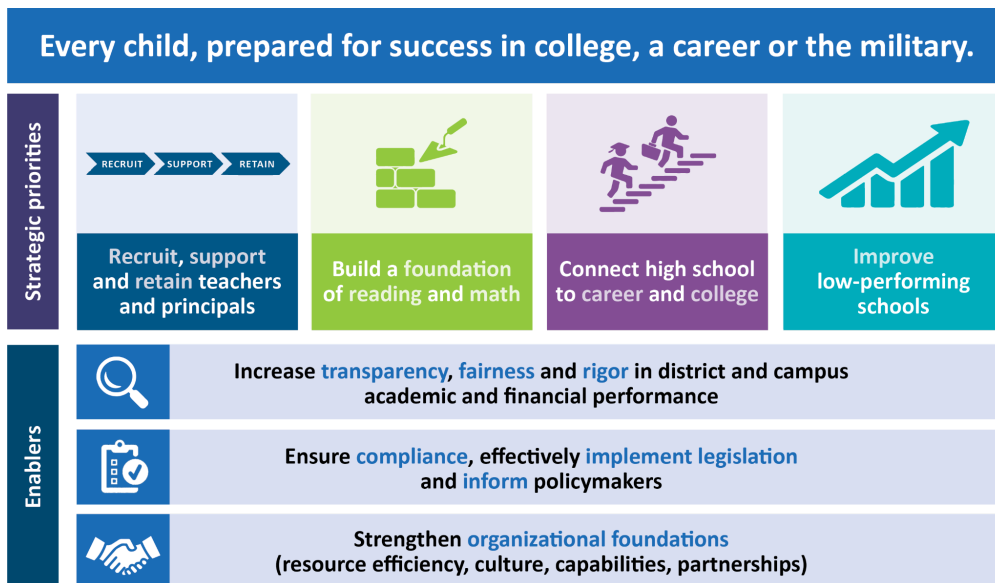 Every child, prepared for success in college, a career or the military.
Strategic priorities
RECRUIT
SUPPORT
RETAIN
Recruit, support
and retain teachers
and principals
Build a foundation
of reading and math
Connect high school
to career and college
Improve
low-performing
schools
Enablers
Increase transparency, fairness and rigor in district and campus
academic and financial performance
Ensure compliance, effectively implement legislation
and inform policymakers
Strengthen organizational foundations
(resource efficiency, culture, capabilities, partnerships)